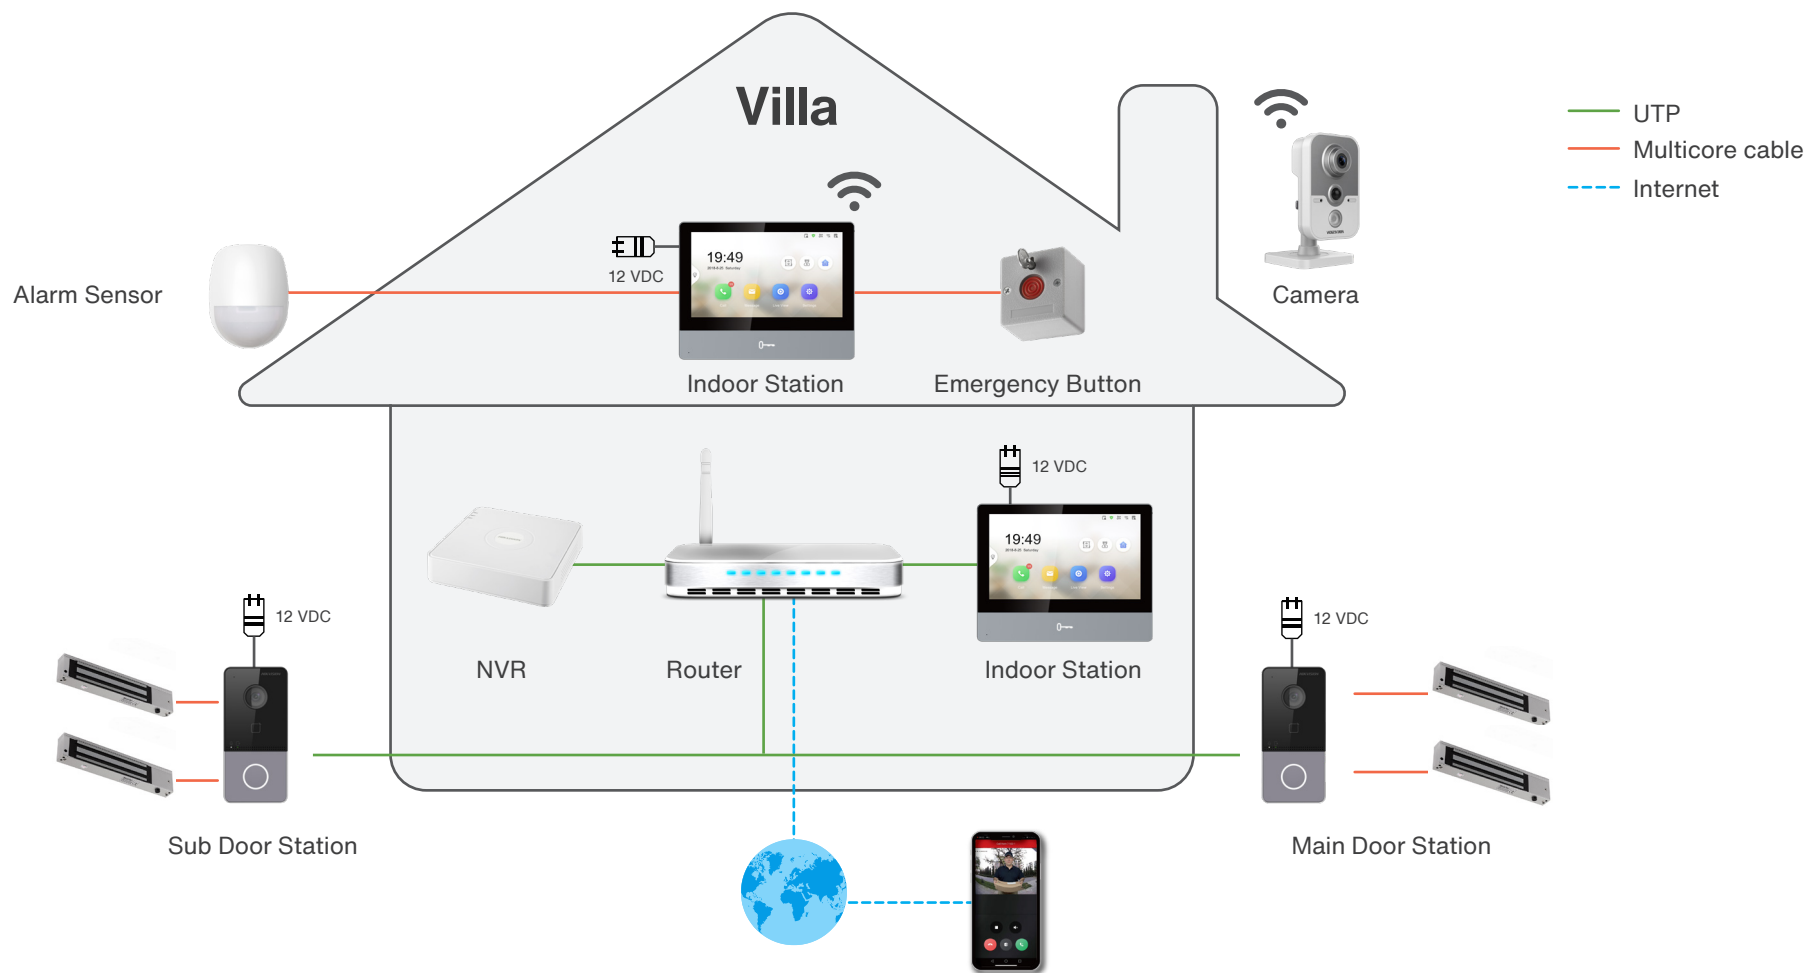 Villa
UTP
Multicore cable
Internet
12 VDC
19:49
Alarm Sensor
Camera
Indoor Station
Emergency Button
12 VDC
19:49
12 VDC
12 VDC
NVR
Router
Indoor Station
Sub Door Station
Main Door Station